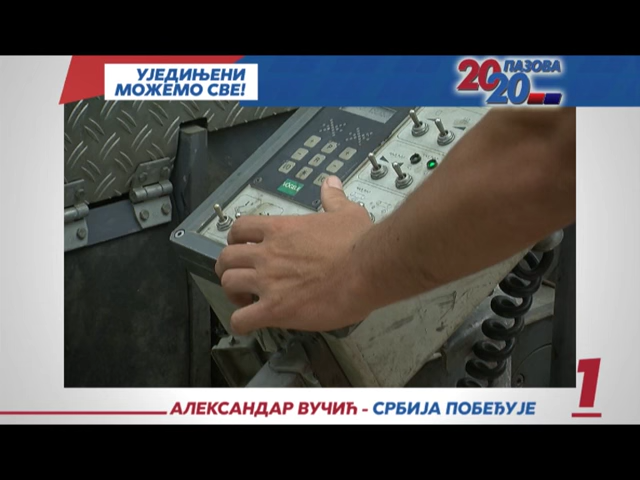 УЈЕДИЊЕНИ
МОЖЕМО СВЕ!
2020 ПАЗОВА
АЛЕКСАНДАР ВУЧИЋ - СРБИЈА ПОБЕЂУЈЕ
1